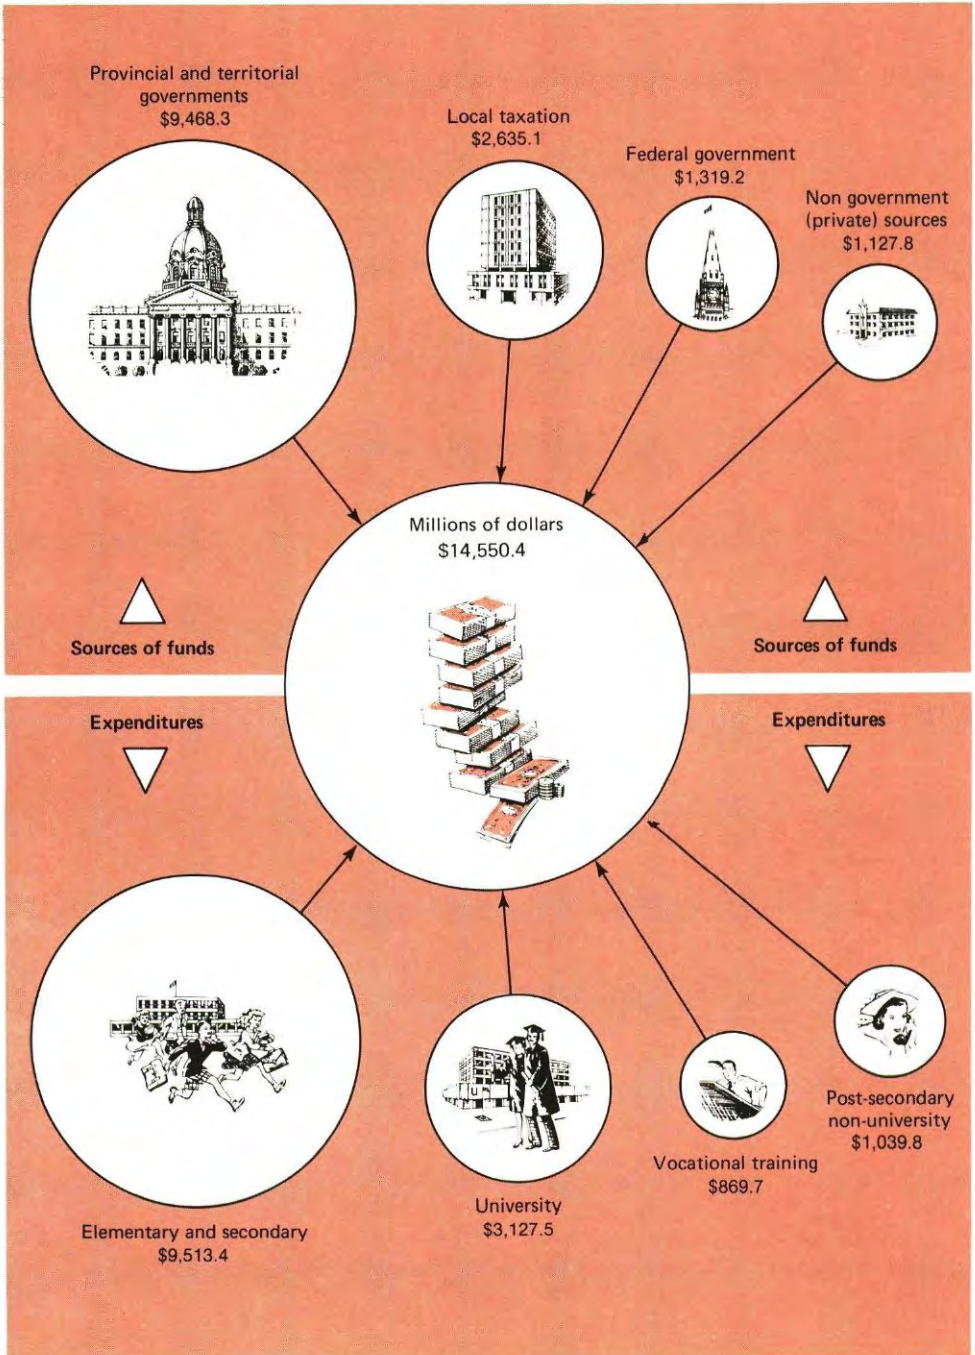 Provincial and territorial
governments
$9,468.3
Local taxation
$2,635.1
Federal government
$1,319.2
Non government
(private) sources
$1,127.8
Millions of dollars
$14,550.4
Sources of funds
Sources of funds
Expenditures
Expenditures
Elementary and secondary
$9,513.4
University
$3,127.5
Vocational training
$869.7
Post-secondary
non-university
$1,039.8